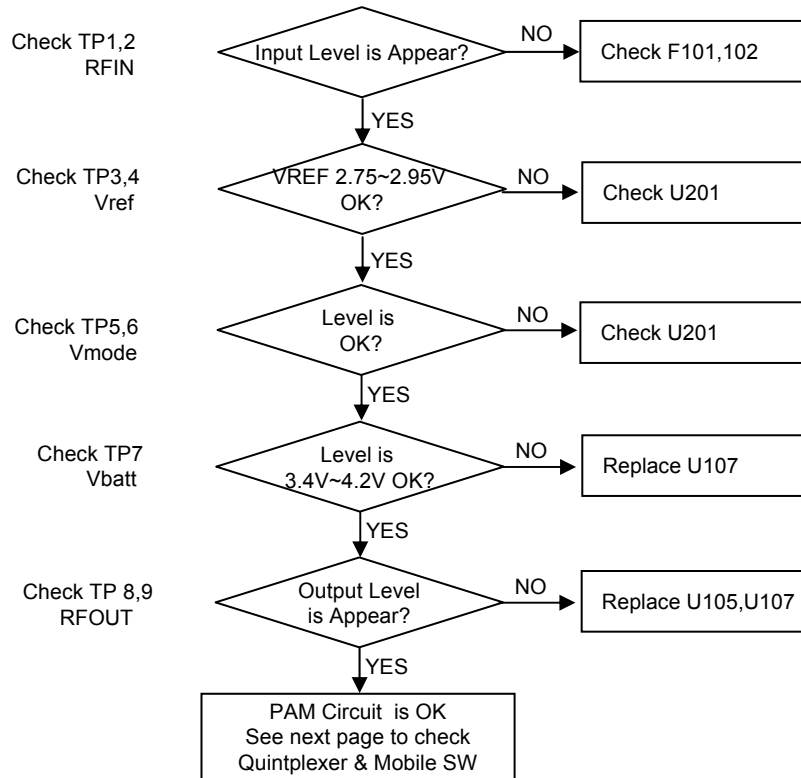 Check TP1,2
RFIN
Input Level is Appear?
NO
Check F101,102
YES
Check TP3,4
Vref
VREF 2.75~2.95V
OK?
NO
Check U201
YES
Check TP5,6
Vmode
Level is
OK?
NO
Check U201
YES
Check TP7
Vbatt
Level is
3.4V~4.2V OK?
NO
Replace U107
YES
Check TP 8,9
RFOUT
Output Level
is Appear?
NO
Replace U105,U107
YES
PAM Circuit is OK
See next page to check
Quintplexer & Mobile SW